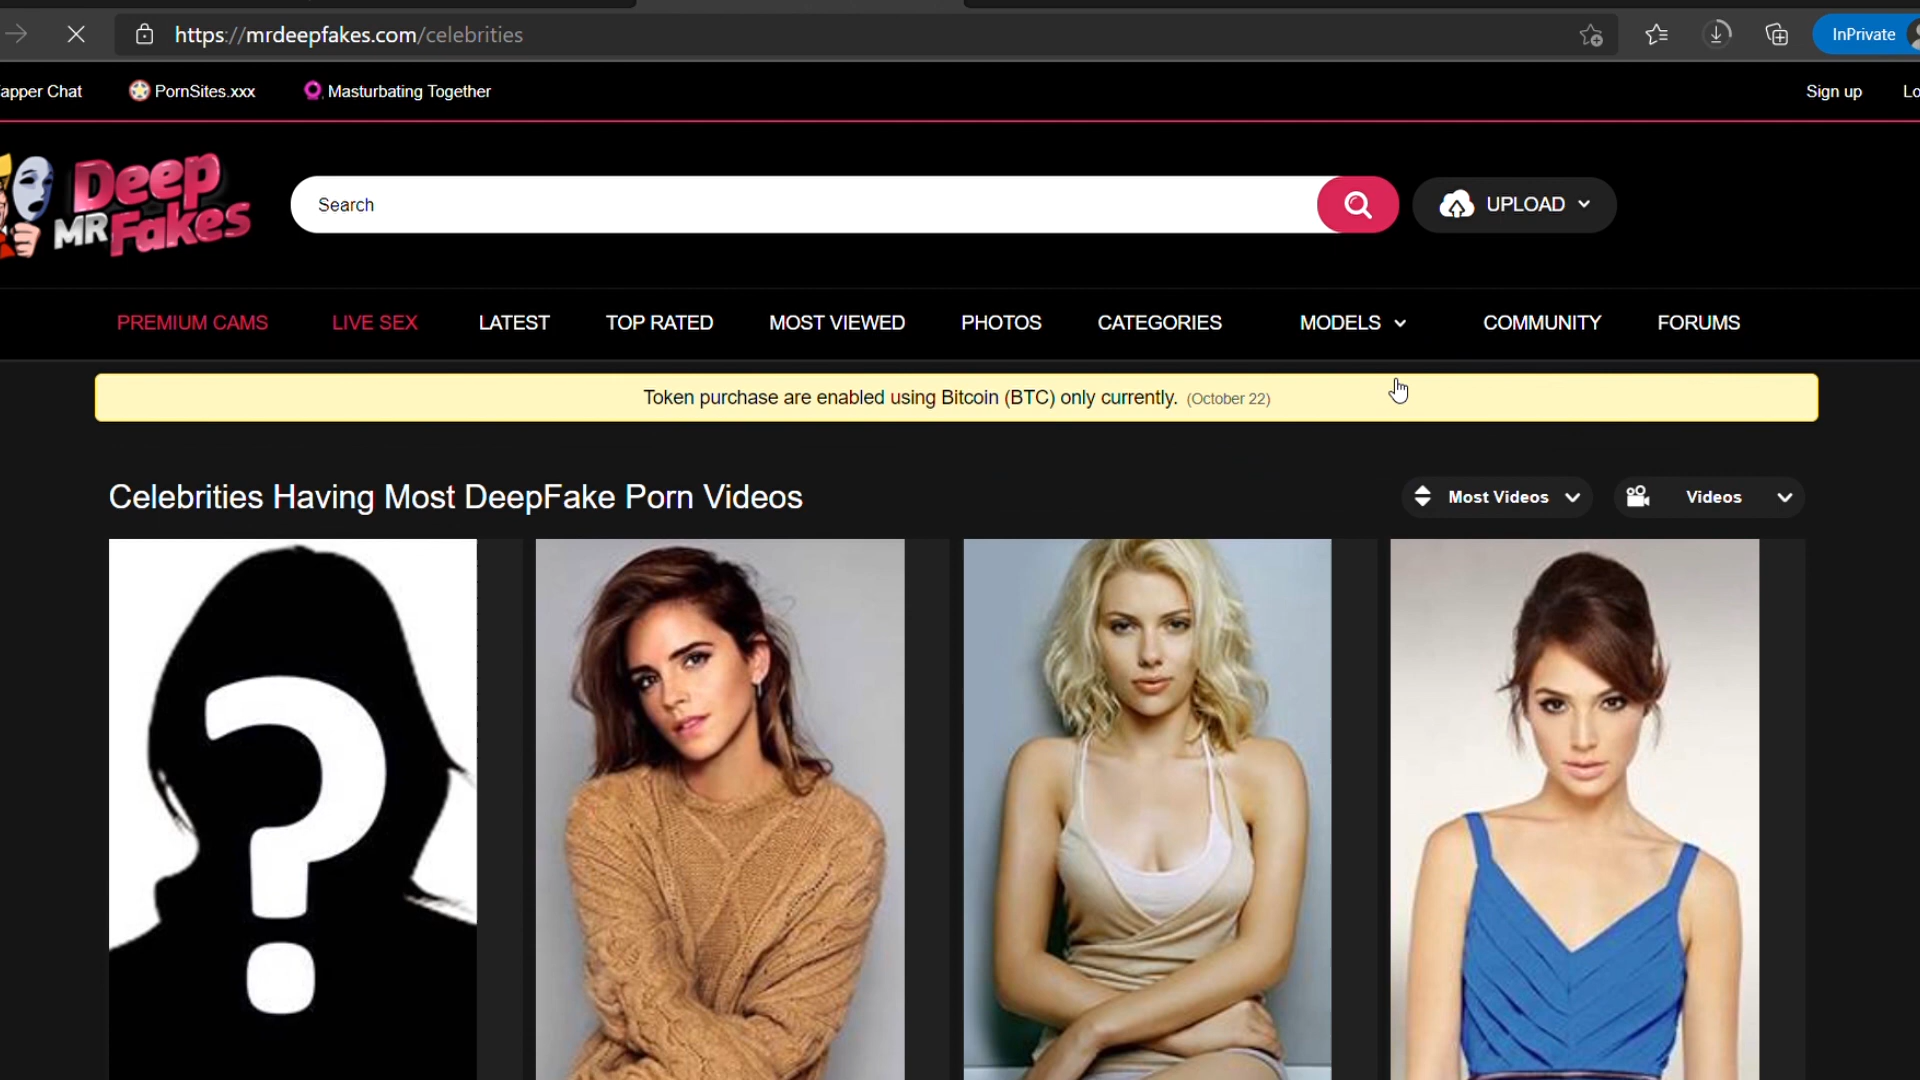 https://mrdeepfakes.com/celebrities
InPrivate
apper Chat
PornSites.xxx
Masturbating Together
Sign up
Lo
Deep
MR Fakes
Search
UPLOAD
PREMIUM CAMS
LIVE SEX
LATEST
TOP RATED
MOST VIEWED
PHOTOS
CATEGORIES
MODELS
COMMUNITY
FORUMS
Token purchase are enabled using Bitcoin (BTC) only currently. (October 22)
Celebrities Having Most DeepFake Porn Videos
Most Videos
Videos
?